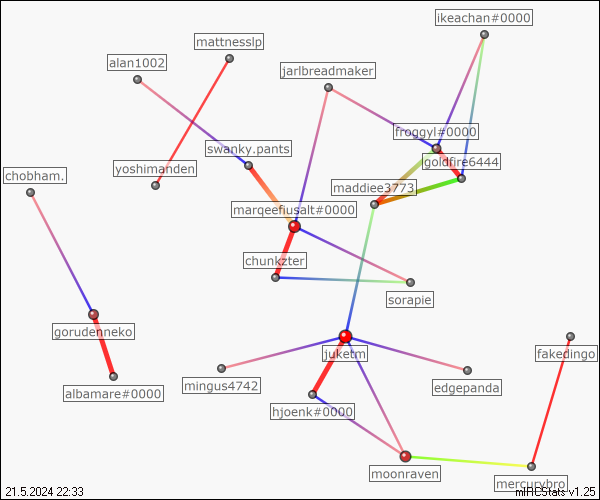 ikeachan#0000
mattnesslp
alan1002
jarlbreadmaker
froggyl#0000
swanky.pants
goldfire6444
yoshimanden
chobham.
maddiee3773
marqeefiusalt#0000
chunkzter
sorapie
gorudenneko
juketm
fakedingo
mingus4742
edgepanda
albamare#0000
hjoenk#0000
moonraven
mercurybro
21.5.2024 22:33
mIRCStats v1.25